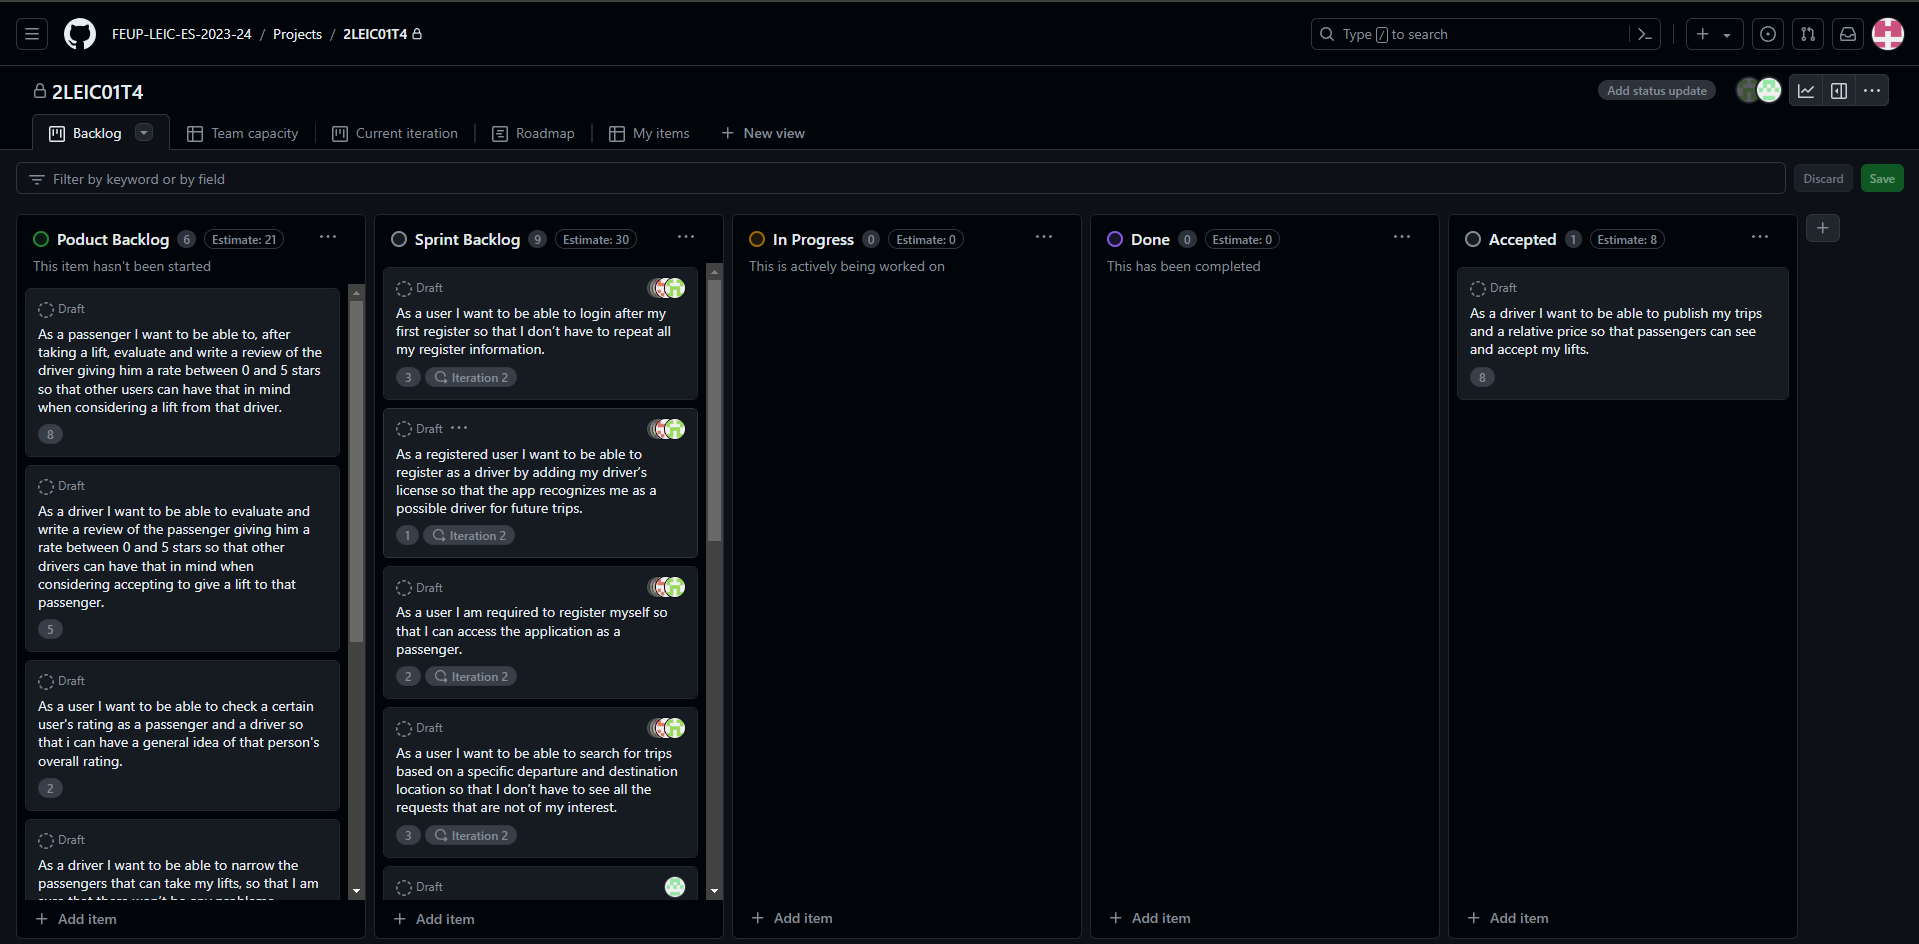 FEUP-LEIC-ES-2023-24 / Projects / 2LEIC01T4
Type / to search
2LEIC01T4
Add status update
Backlog
Team capacity
Current iteration
Roadmap
My items
New view
Filter by keyword or by field
Discard
Save
Poduct Backlog 6 Estimate: 21
This item hasn't been started
Draft
As a passenger I want to be able to, after
taking a lift, evaluate and write a review of the
driver giving him a rate between 0 and 5 stars
so that other users can have that in mind
when considering a lift from that driver.
8
Draft
As a driver I want to be able to evaluate and
write a review of the passenger giving him a
rate between 0 and 5 stars so that other
drivers can have that in mind when
considering accepting to give a lift to that
passenger.
5
Draft
As a user I want to be able to check a certain
user's rating as a passenger and a driver so
that i can have a general idea of that person's
overall rating.
2
Draft
As a driver I want to be able to narrow the
passengers that can take my lifts, so that I am
sure that there won't be any problems
Add item
Sprint Backlog 9 Estimate: 30
Draft
As a user I want to be able to login after my
first register so that I don’t have to repeat all
my register information.
3 Iteration 2
Draft
As a registered user I want to be able to
register as a driver by adding my driver’s
license so that the app recognizes me as a
possible driver for future trips.
1 Iteration 2
Draft
As a user I am required to register myself so
that I can access the application as a
passenger.
2 Iteration 2
Draft
As a user I want to be able to search for trips
based on a specific departure and destination
location so that I don’t have to see all the
requests that are not of my interest.
3 Iteration 2
Draft
Add item
In Progress 0 Estimate: 0
This is actively being worked on
Add item
Done 0 Estimate: 0
This has been completed
Add item
Accepted 1 Estimate: 8
Draft
As a driver I want to be able to publish my trips
and a relative price so that passengers can see
and accept my lifts.
8
Add item